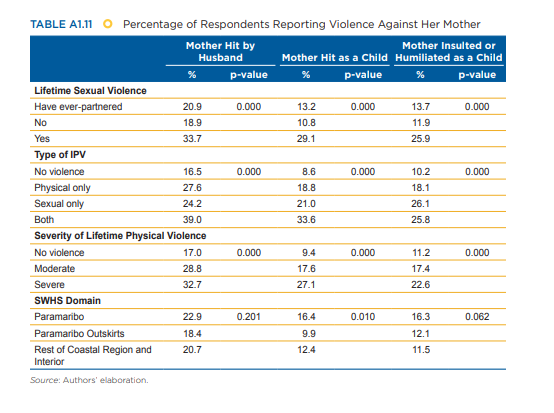 TABLE A1.11 Percentage of Respondents Reporting Violence Against Her Mother
Mother Hit by Husband Mother Hit as a Child Mother Insulted or Humiliated as a Child
% p-value % p-value % p-value
Lifetime Sexual Violence
Have ever-partnered 20.9 0.000 13.2 0.000 13.7 0.000
No 18.9 10.8 11.9
Yes 33.7 29.1 25.9
Type of IPV
No violence 16.5 0.000 8.6 0.000 10.2 0.000
Physical only 27.6 18.8 18.1
Sexual only 24.2 21.0 26.1
Both 39.0 33.6 25.8
Severity of Lifetime Physical Violence
No violence 17.0 0.000 9.4 0.000 11.2 0.000
Moderate 28.8 17.6 17.4
Severe 32.7 27.1 22.6
SWHS Domain
Paramaribo 22.9 0.201 16.4 0.010 16.3 0.062
Paramaribo Outskirts 18.4 9.9 12.1
Rest of Coastal Region and 20.7 12.4 11.5
Interior
Source: Authors' elaboration.